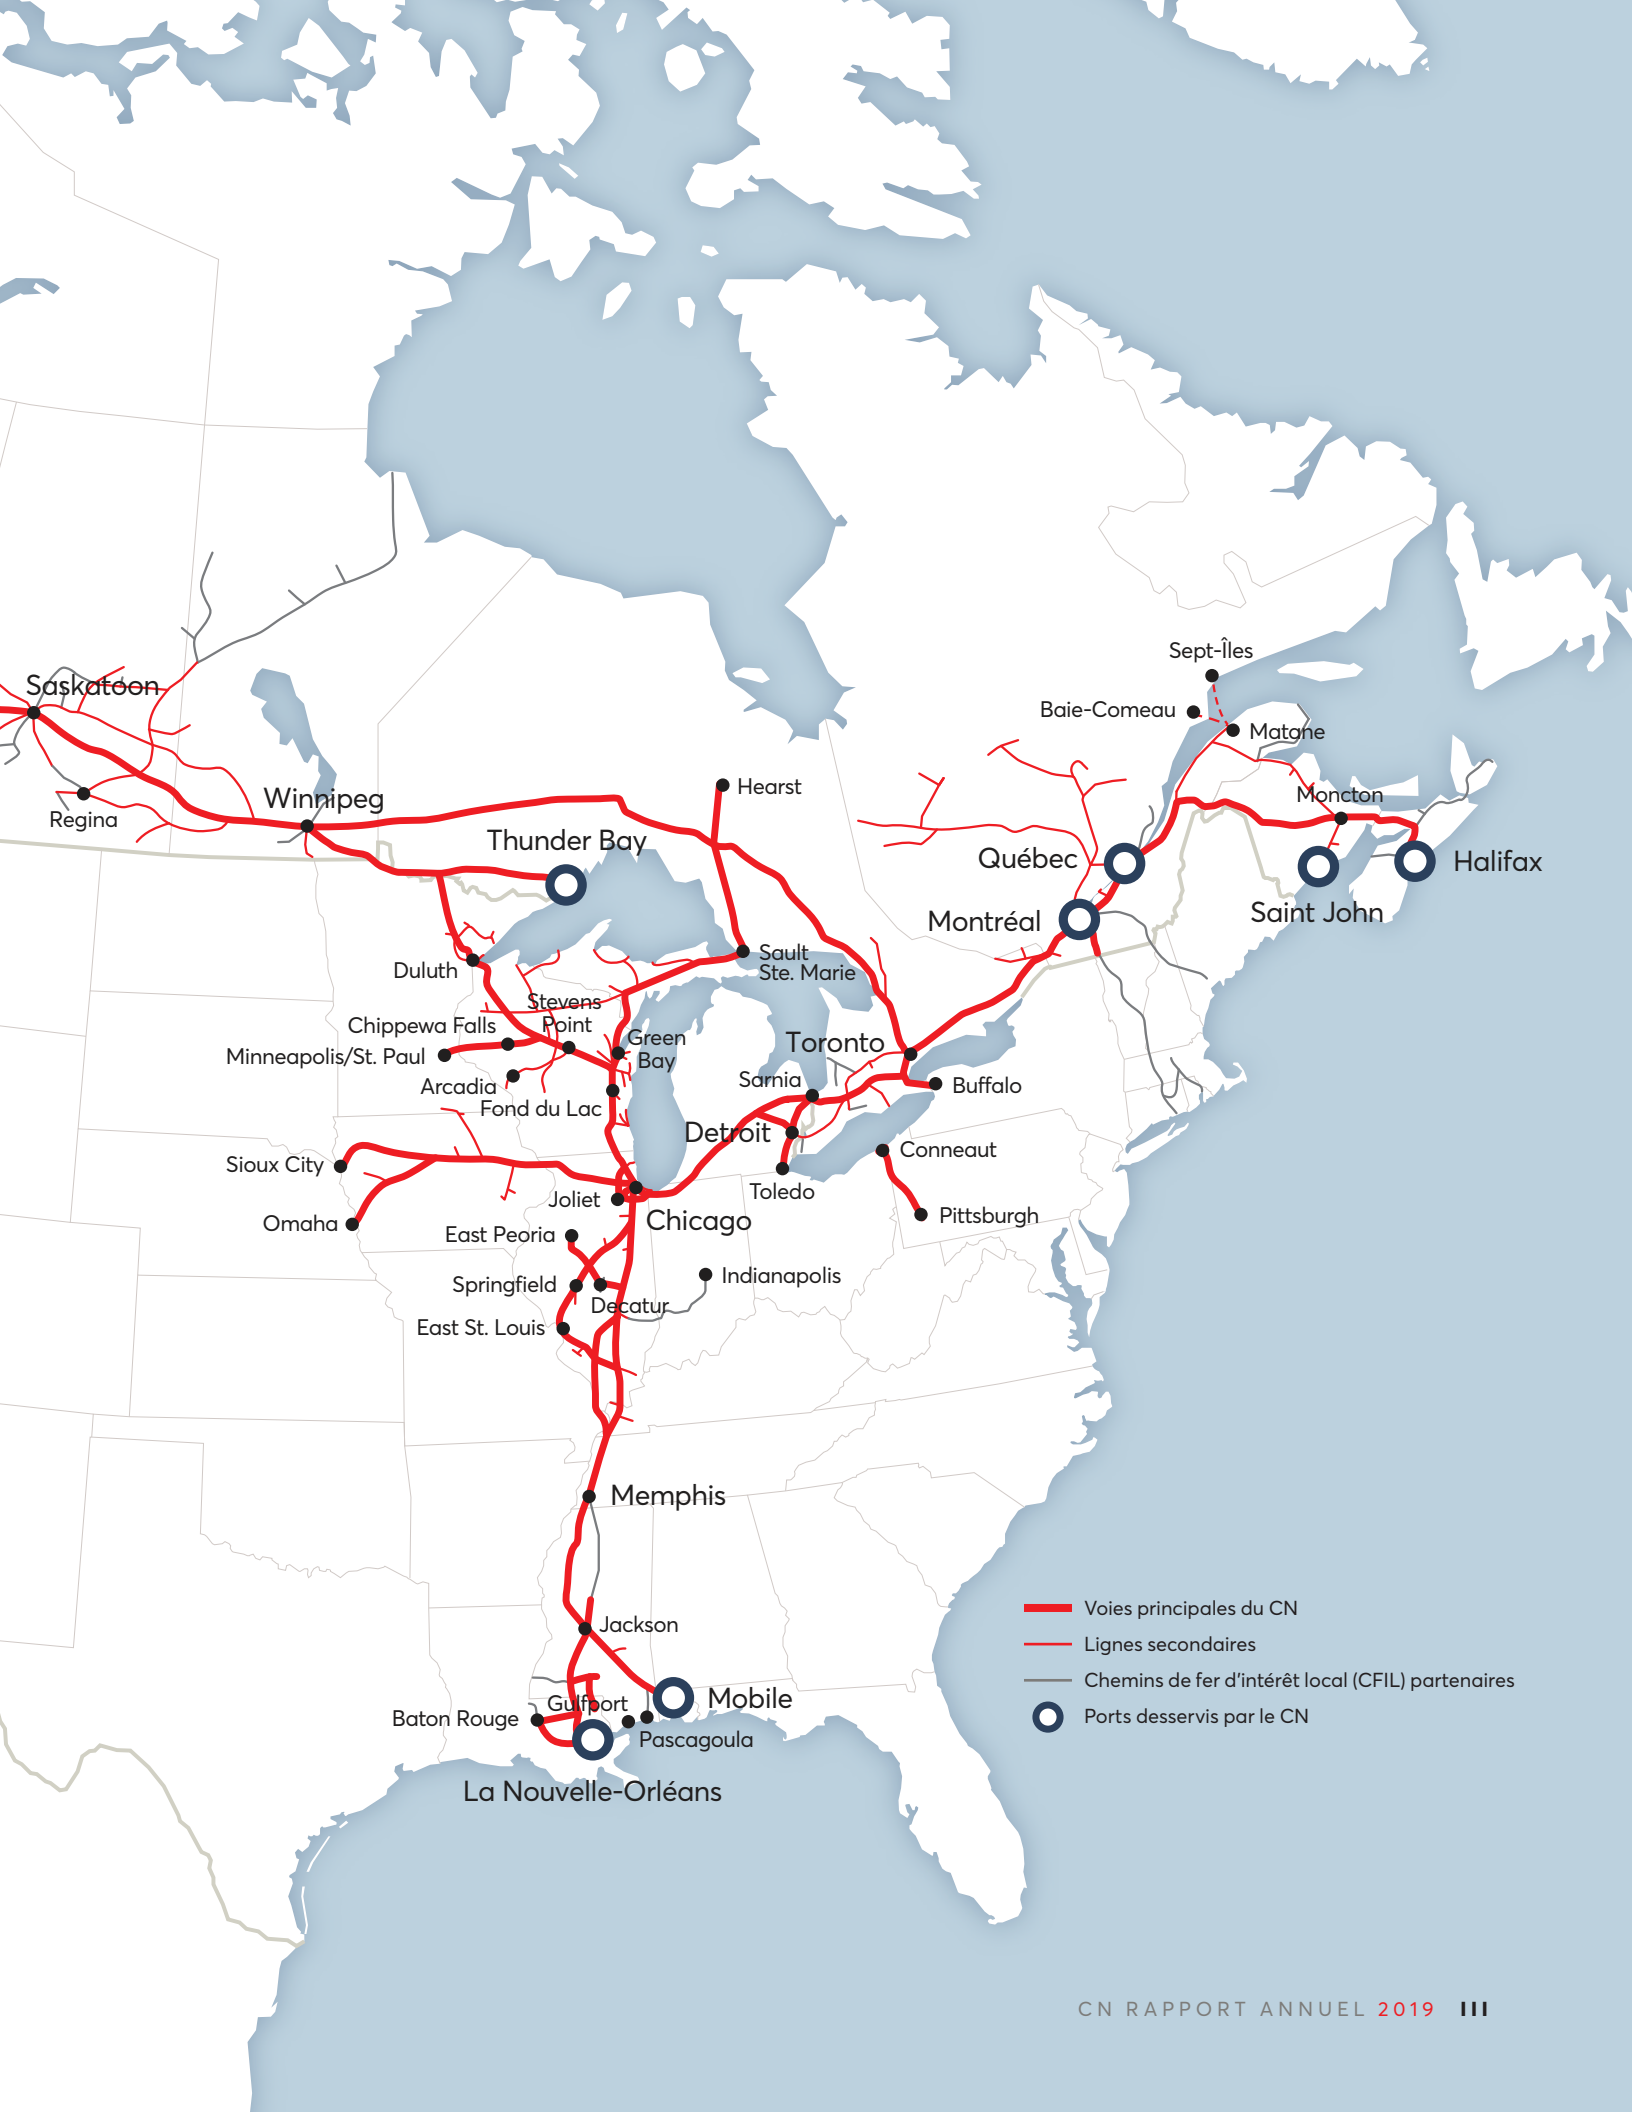 Sept-Îles
Baie-Comeau
Matane
Saskatoon
Hearst
Moncton
Winnipeg
Regina
Thunder Bay
Québec
Halifax
Saint John
Montréal
Sault
Ste. Marie
Duluth
Stevens
Point
Chippewa Falls
Green
Bay
Toronto
Minneapolis/St. Paul
Sarnia
Buffalo
Arcadia
Fond du Lac
Detroit
Conneaut
Sioux City
Toledo
Joliet
Pittsburgh
Omaha
Chicago
East Peoria
Indianapolis
Springfield
Decatur
East St. Louis
Memphis
Jackson
Mobile
Gulfport
Baton Rouge
Pascagoula
La Nouvelle-Orléans
Voies principales du CN
Lignes secondaires
Chemins de fer d'intérêt local (CFIL) partenaires
Ports desservis par le CN
CN RAPPORT ANNUEL 2019 III